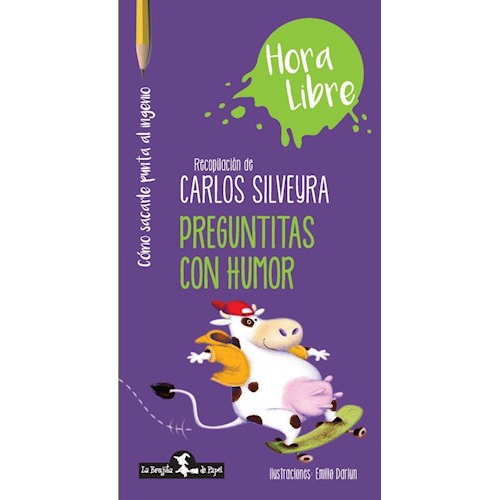 Hora
Libre
Cómo sacarle punta al ingenio
Recopilación de
CARLOS SILVEYRA
PREGUNTITAS
CON HUMOR
La Brujita de Papel
Ilustraciones: Emilio Darlun